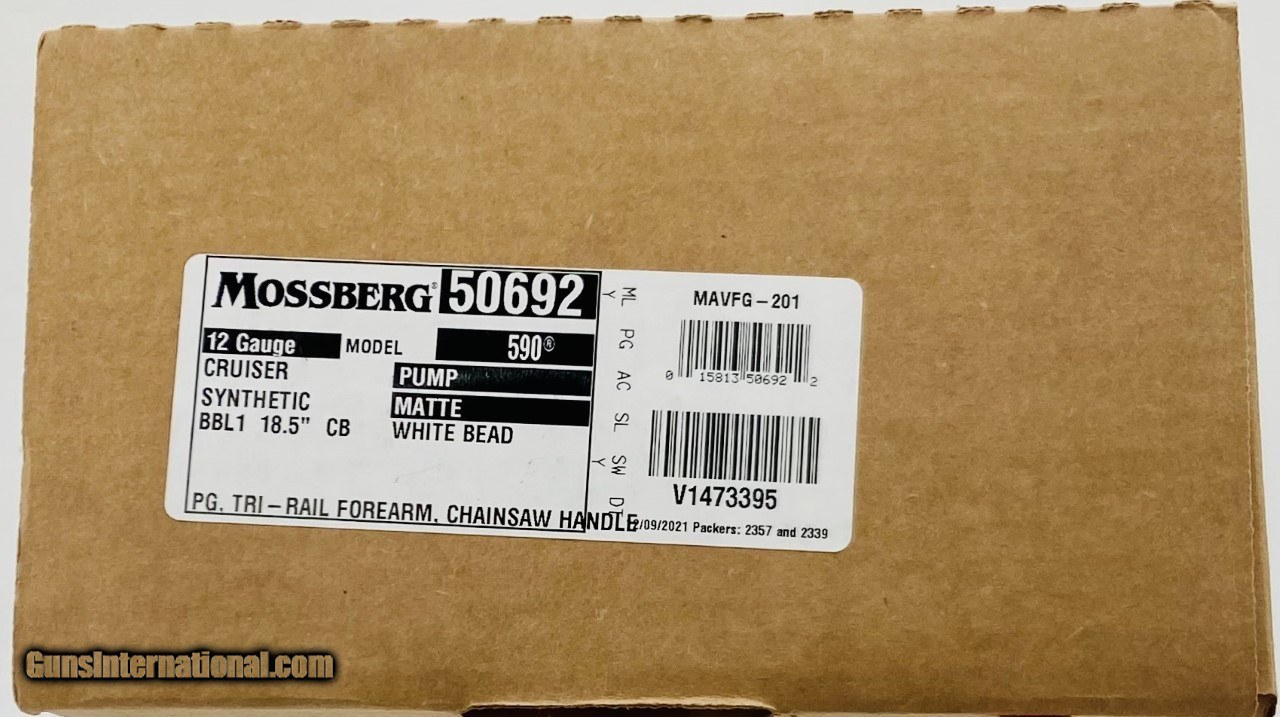 MOSSBERG® 50692
12 Gauge MODEL 590®
CRUISER PUMP
SYNTHETIC MATTE
BBL1 18.5" CB WHITE BEAD
PG, TRI-RAIL FOREARM, CHAINSAW HANDLE
ML PG AC SL SW
Y Y
MAVFG-201
0 15813 50692 2
V1473395
/09/2021 Packers: 2357 and 2339
GunsInternational.com